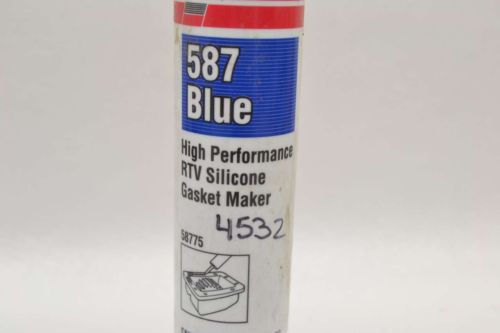 587
Blue
High Performance
RTV Silicone
Gasket Maker
4532
58775